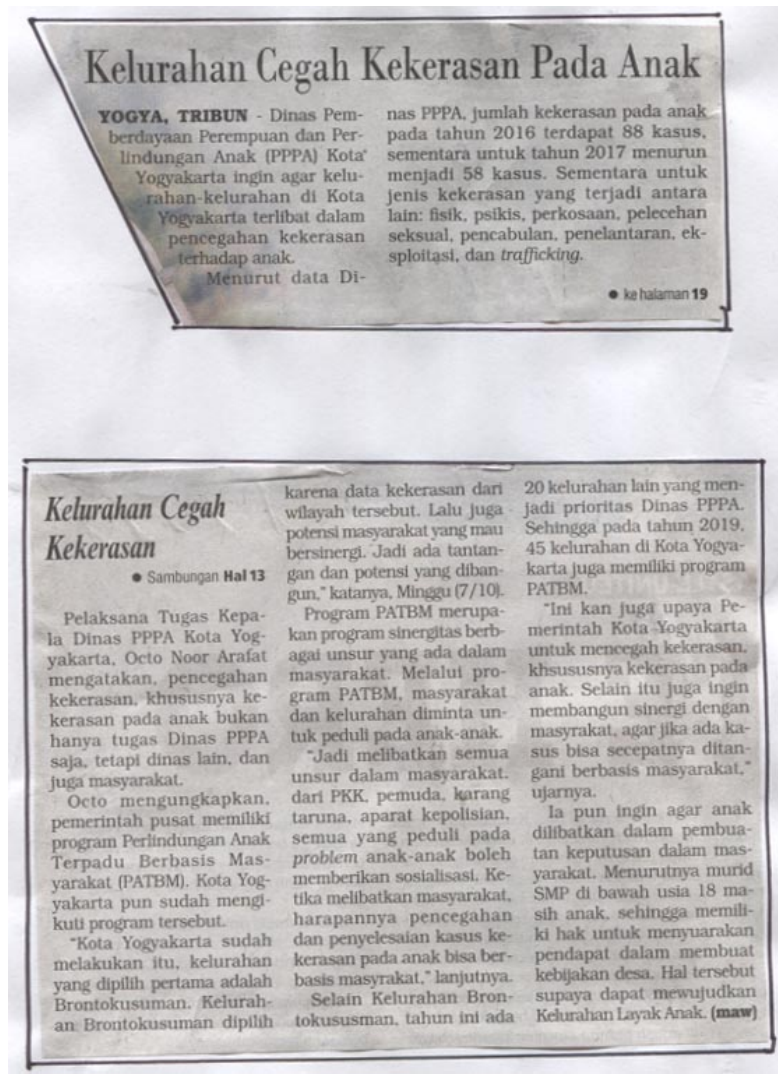 Kelurahan Cegah Kekerasan Pada Anak
YOGYA, TRIBUN - Dinas Pem-
berdayaan Perempuan dan Per-
lindungan Anak (PPPA) Kota
Yogyakarta ingin agar kelu-
rahan-kelurahan di Kota
Yogyakarta terlibat dalam
pencegahan kekerasan
terhadap anak.
Menurut data Di-
nas PPPA, jumlah kekerasan pada anak
pada tahun 2016 terdapat 88 kasus,
sementara untuk tahun 2017 menurun
menjadi 58 kasus. Sementara untuk
jenis kekerasan yang terjadi antara
lain: fisik, psikis, perkosaan, pelecehan
seksual, pencabulan, penelantaran, ek-
sploitasi, dan trafficking.
● ke halaman 19
Kelurahan Cegah
Kekerasan
● Sambungan Hal 13
Pelaksana Tugas Kepa-
la Dinas PPPA Kota Yog-
yakarta, Octo Noor Arafat
mengatakan, pencegahan
kekerasan, khususnya ke-
kerasan pada anak bukan
hanya tugas Dinas PPPA
saja, tetapi dinas lain, dan
juga masyarakat.
Octo mengungkapkan,
pemerintah pusat memiliki
program Perlindungan Anak
Terpadu Berbasis Mas-
yarakat (PATBM). Kota Yog-
yakarta pun sudah mengi-
kuti program tersebut.
"Kota Yogyakarta sudah
melakukan itu, kelurahan
yang dipilih pertama adalah
Brontokusuman. Kelurah-
an Brontokusuman dipilih
karena data kekerasan dari
wilayah tersebut. Lalu juga
potensi masyarakat yang mau
bersinergi. Jadi ada tantan-
gan dan potensi yang diban-
gun," katanya, Minggu (7/10).
Program PATBM merupa-
kan program sinergitas berb-
agai unsur yang ada dalam
masyarakat. Melalui pro-
gram PATBM, masyarakat
dan kelurahan diminta un-
tuk peduli pada anak-anak.
"Jadi melibatkan semua
unsur dalam masyarakat,
dari PKK, pemuda, karang
taruna, aparat kepolisian,
semua yang peduli pada
problem anak-anak boleh
memberikan sosialisasi. Ke-
tika melibatkan masyarakat,
harapannya pencegahan
dan penyelesaian kasus ke-
kerasan pada anak bisa ber-
basis masyrakat," lanjutnya.
Selain Kelurahan Bron-
tokususman, tahun ini ada
20 kelurahan lain yang men-
jadi prioritas Dinas PPPA.
Sehingga pada tahun 2019,
45 kelurahan di Kota Yogya-
karta juga memiliki program
PATBM.
"Ini kan juga upaya Pe-
merintah Kota Yogyakarta
untuk mencegah kekerasan,
khsususnya kekerasan pada
anak. Selain itu juga ingin
membangun sinergi dengan
masyrakat, agar jika ada ka-
sus bisa secepatnya ditan-
gani berbasis masyarakat,"
ujarnya.
Ia pun ingin agar anak
dilibatkan dalam pembua-
tan keputusan dalam mas-
yarakat. Menurutnya murid
SMP di bawah usia 18 ma-
sih anak, sehingga memili-
ki hak untuk menyuarakan
pendapat dalam membuat
kebijakan desa. Hal tersebut
supaya dapat mewujudkan
Kelurahan Layak Anak. (maw)